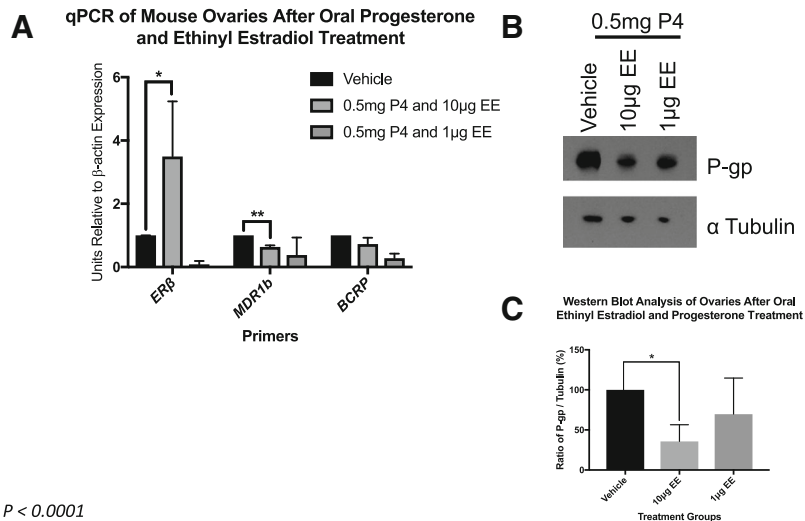 A
qPCR of Mouse Ovaries After Oral Progesterone
and Ethinyl Estradiol Treatment
Units Relative to β-actin Expression
6
4
2
0
*
**
Vehicle
0.5mg P4 and 10μg EE
0.5mg P4 and 1μg EE
ERβ
MDR1b
BCRP
Primers
B
0.5mg P4
Vehicle
10μg EE
1μg EE
P-gp
α Tubulin
C
Western Blot Analysis of Ovaries After Oral
Ethinyl Estradiol and Progesterone Treatment
Ratio of P-gp / Tubulin (%)
150
100
50
0
*
Vehicle
10μg EE
1μg EE
Treatment Groups
P < 0.0001